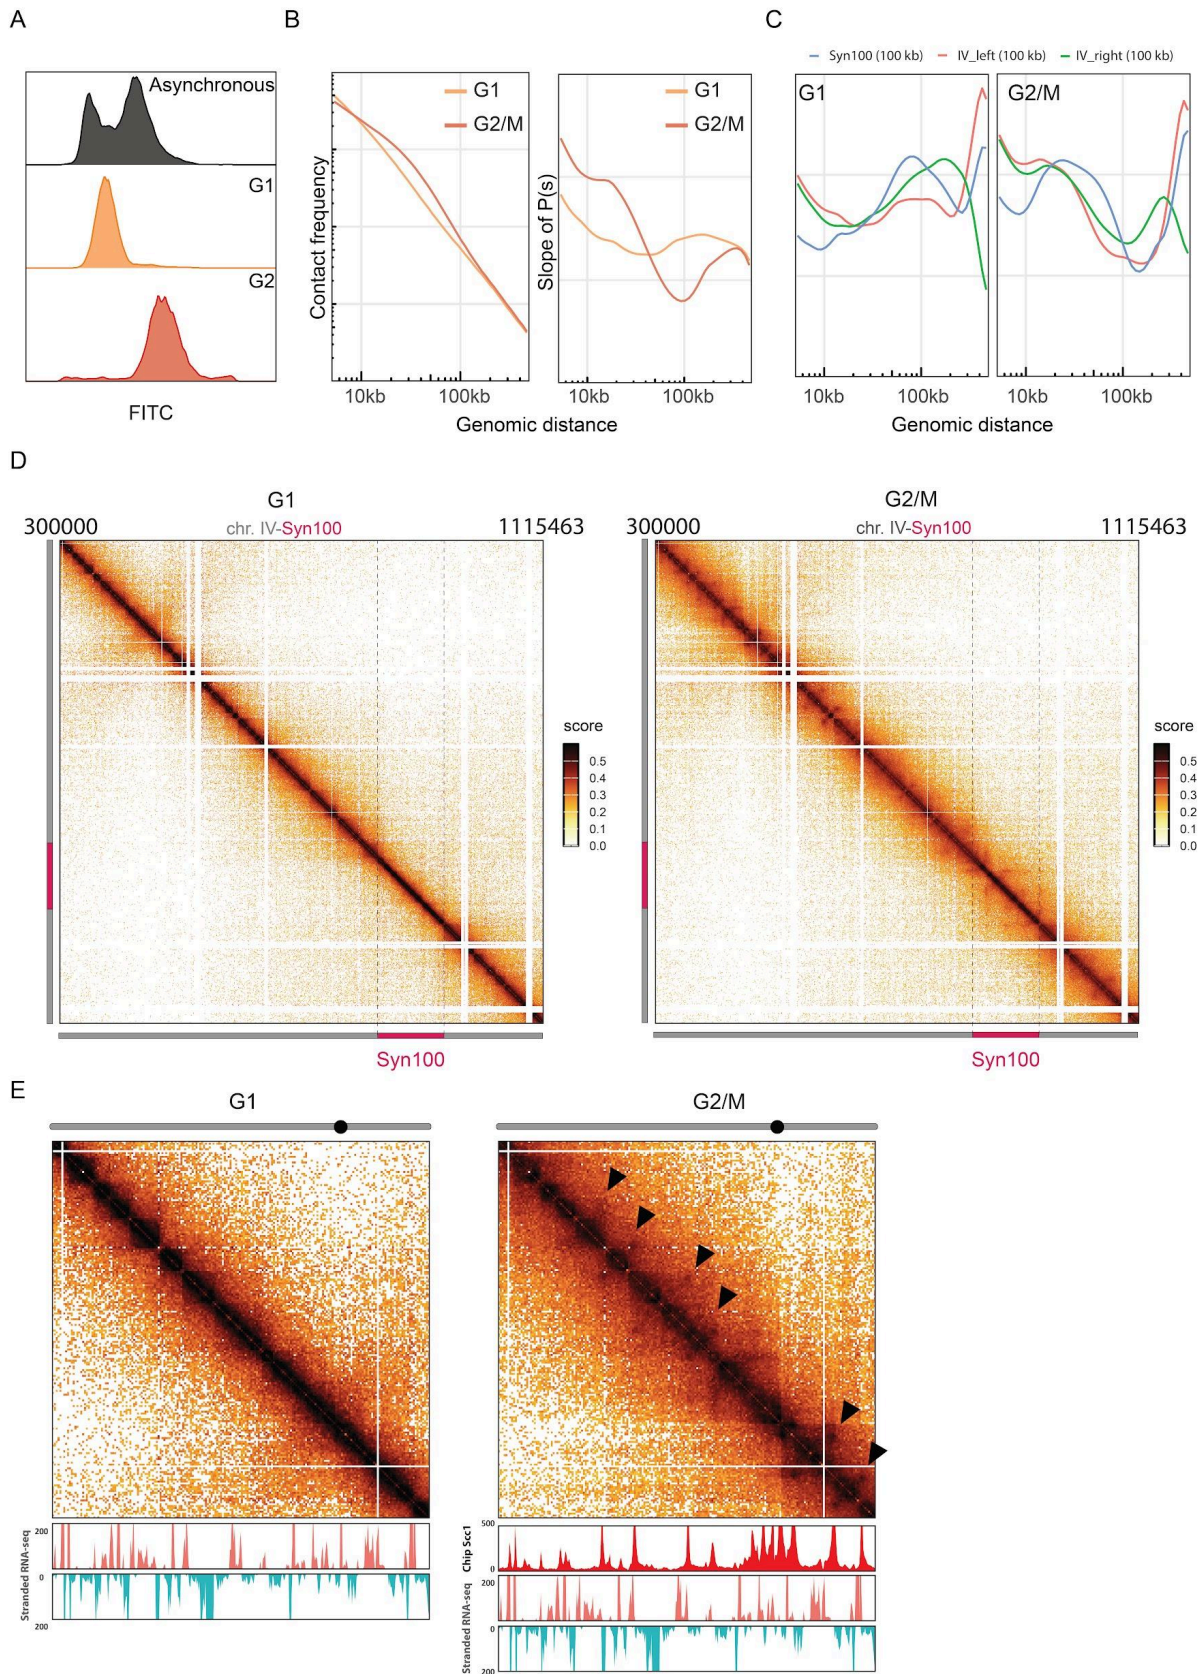 A
B
C
Asynchronous
G1
G2
FITC
Contact frequency
G1
G2/M
10kb
100kb
Slope of P(s)
G1
G2/M
10kb
100kb
Genomic distance
Syn100 (100 kb)
IV_left (100 kb)
IV_right (100 kb)
G1
G2/M
10kb
100kb
10kb
100kb
Genomic distance
D
G1
300000
chr. IV-Syn100
1115463
score
0.5
0.4
0.3
0.2
0.1
0.0
Syn100
G2/M
300000
chr. IV-Syn100
1115463
score
0.5
0.4
0.3
0.2
0.1
0.0
Syn100
E
G1
Stranded RNA-seq
200
0
200
G2/M
Chip Scc1
500
0
Stranded RNA-seq
200
0
200